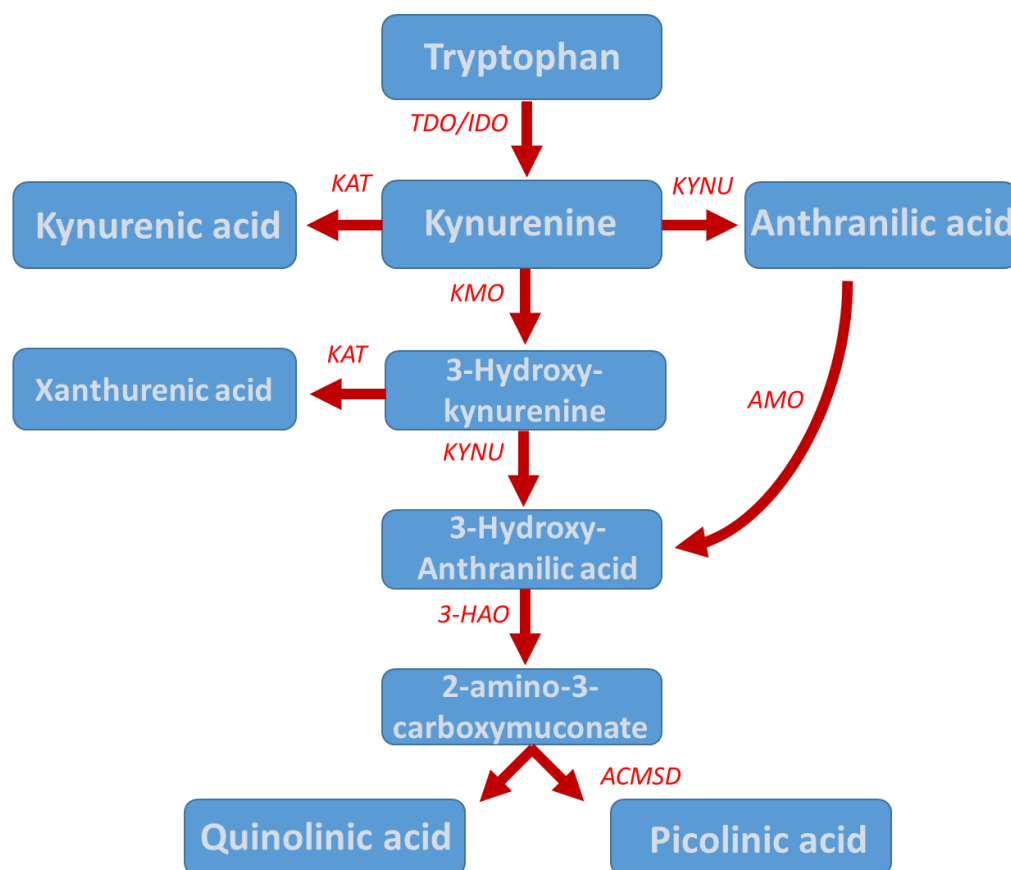 Tryptophan
TDO/IDO
KAT
KYNU
Kynurenic acid
Kynurenine
Anthranilic acid
KMO
KAT
Xanthurenic acid
3-Hydroxy-
kynurenine
AMO
KYNU
3-Hydroxy-
Anthranilic acid
3-HAO
2-amino-3-
carboxymuconate
ACMSD
Quinolinic acid
Picolinic acid